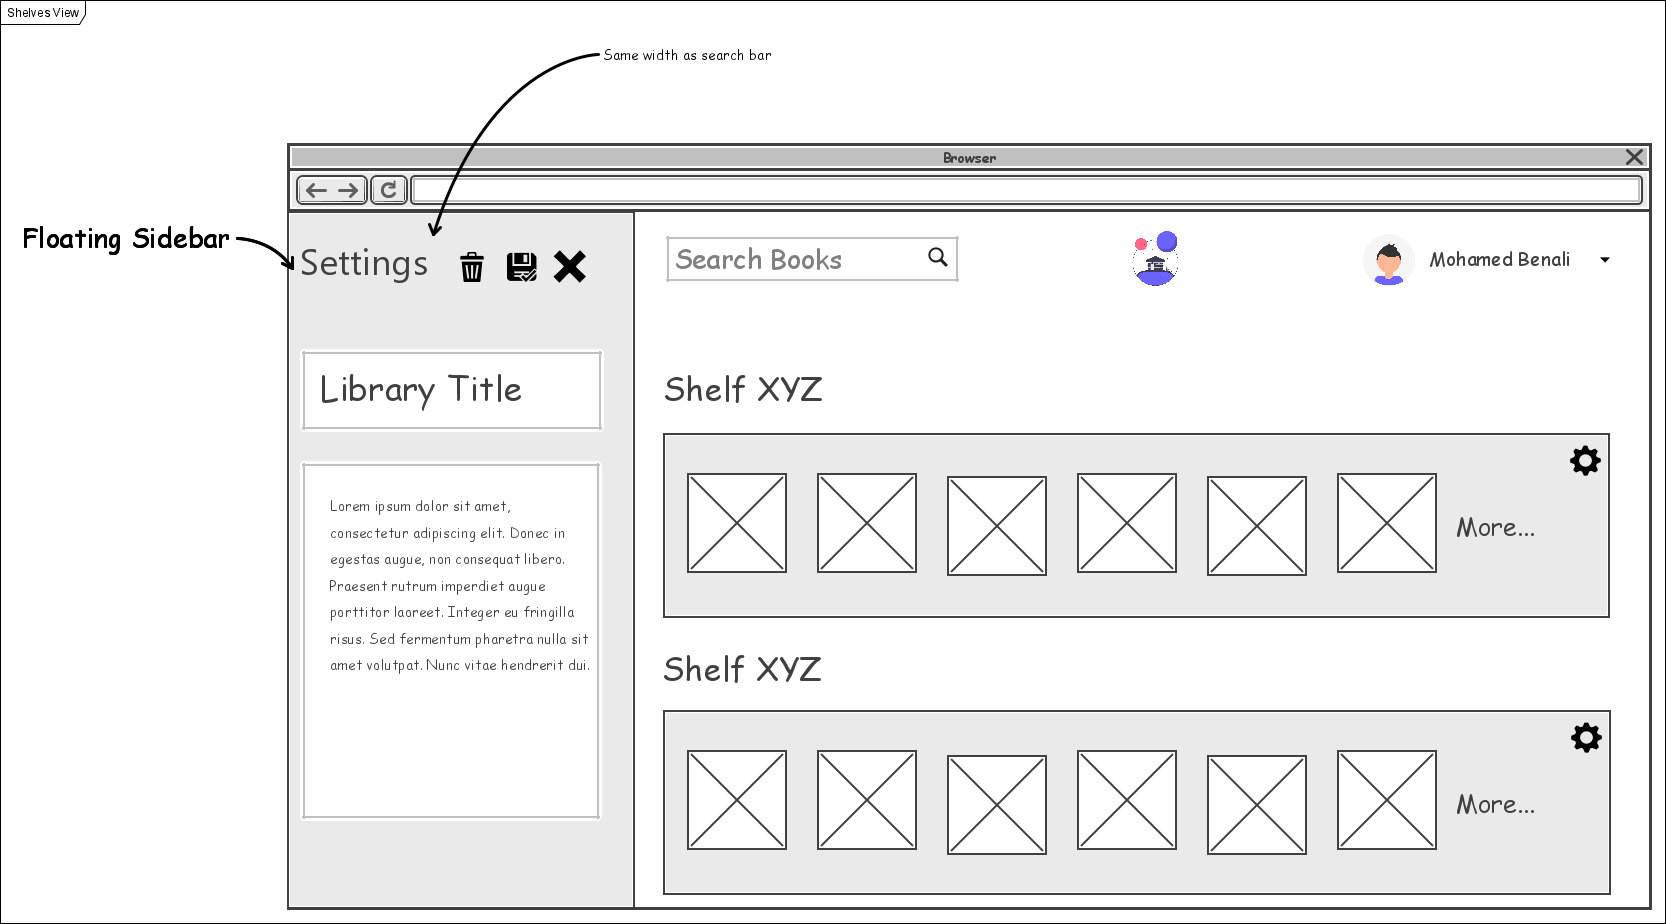 Shelves View
Same width as search bar
Browser
Floating Sidebar
Settings
Search Books
Mohamed Benali
Library Title
Lorem ipsum dolor sit amet,
consectetur adipiscing elit. Donec in
egestas augue, non consequat libero.
Praesent rutrum imperdiet augue
porttitor laoreet. Integer eu fringilla
risus. Sed fermentum pharetra nulla sit
amet volutpat. Nunc vitae hendrerit dui.
Shelf XYZ
More...
Shelf XYZ
More...